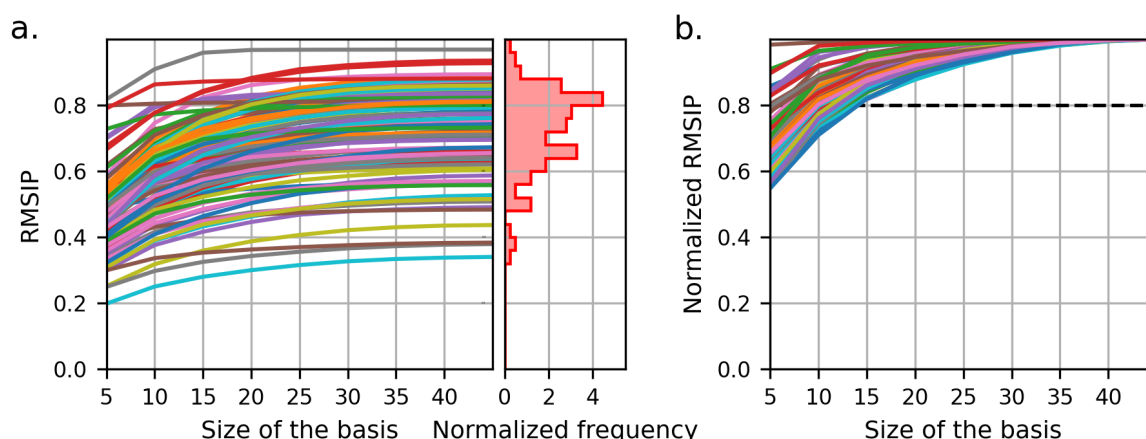 a.
RMSIP
0.8
0.6
0.4
0.2
0.0
5 10 15 20 25 30 35 40
Size of the basis
0 2 4
Normalized frequency
b.
Normalized RMSIP
0.8
0.6
0.4
0.2
0.0
5 10 15 20 25 30 35 40
Size of the basis